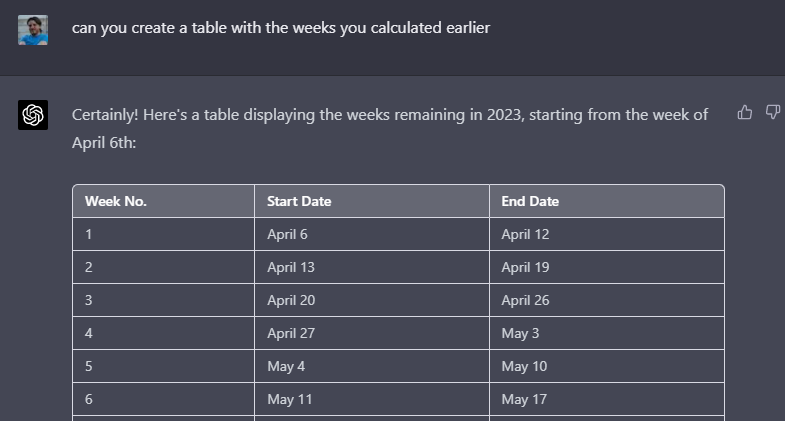 can you create a table with the weeks you calculated earlier
Certainly! Here's a table displaying the weeks remaining in 2023, starting from the week of
April 6th:
Week No. Start Date End Date
1 April 6 April 12
2 April 13 April 19
3 April 20 April 26
4 April 27 May 3
5 May 4 May 10
6 May 11 May 17